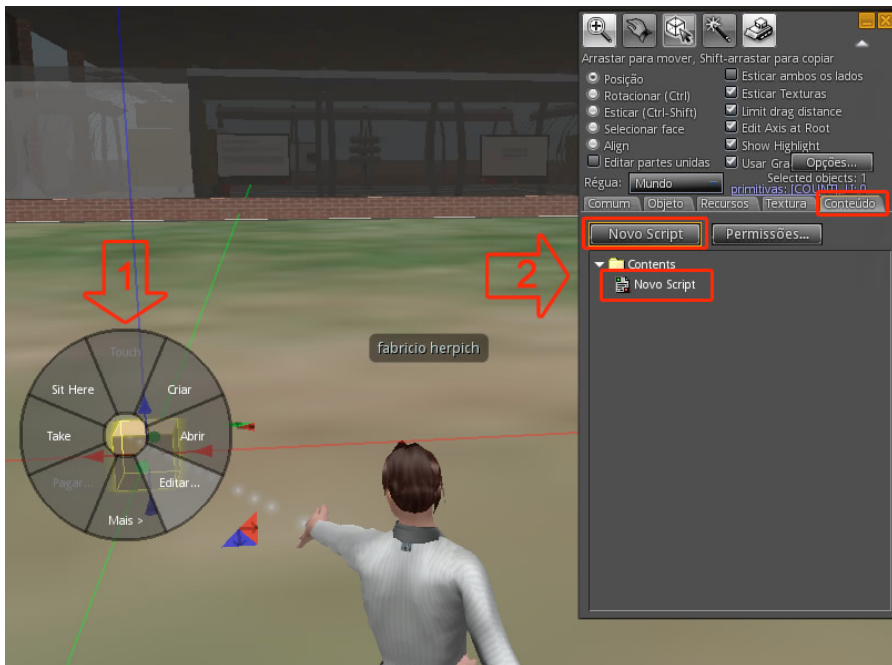 Arrastar para mover, Shift-arrastar para copiar
Posição
Rotacionar (Ctrl)
Esticar (Ctrl-Shift)
Selecionar face
Align
Editar partes unidas
Esticar ambos os lados
Esticar Texturas
Limit drag distance
Edit Axis at Root
Show Highlight
Usar Gra Opções...
Selected objects: 1
Régua: Mundo
primitivas: [COUNT],
Comum Objeto Recursos Textura Conteúdo
Novo Script Permissões...
Contents
Novo Script
1
2
fabricio herpich
Touch
Sit Here
Criar
Take
Abrir
Pagar...
Editar...
Mais >